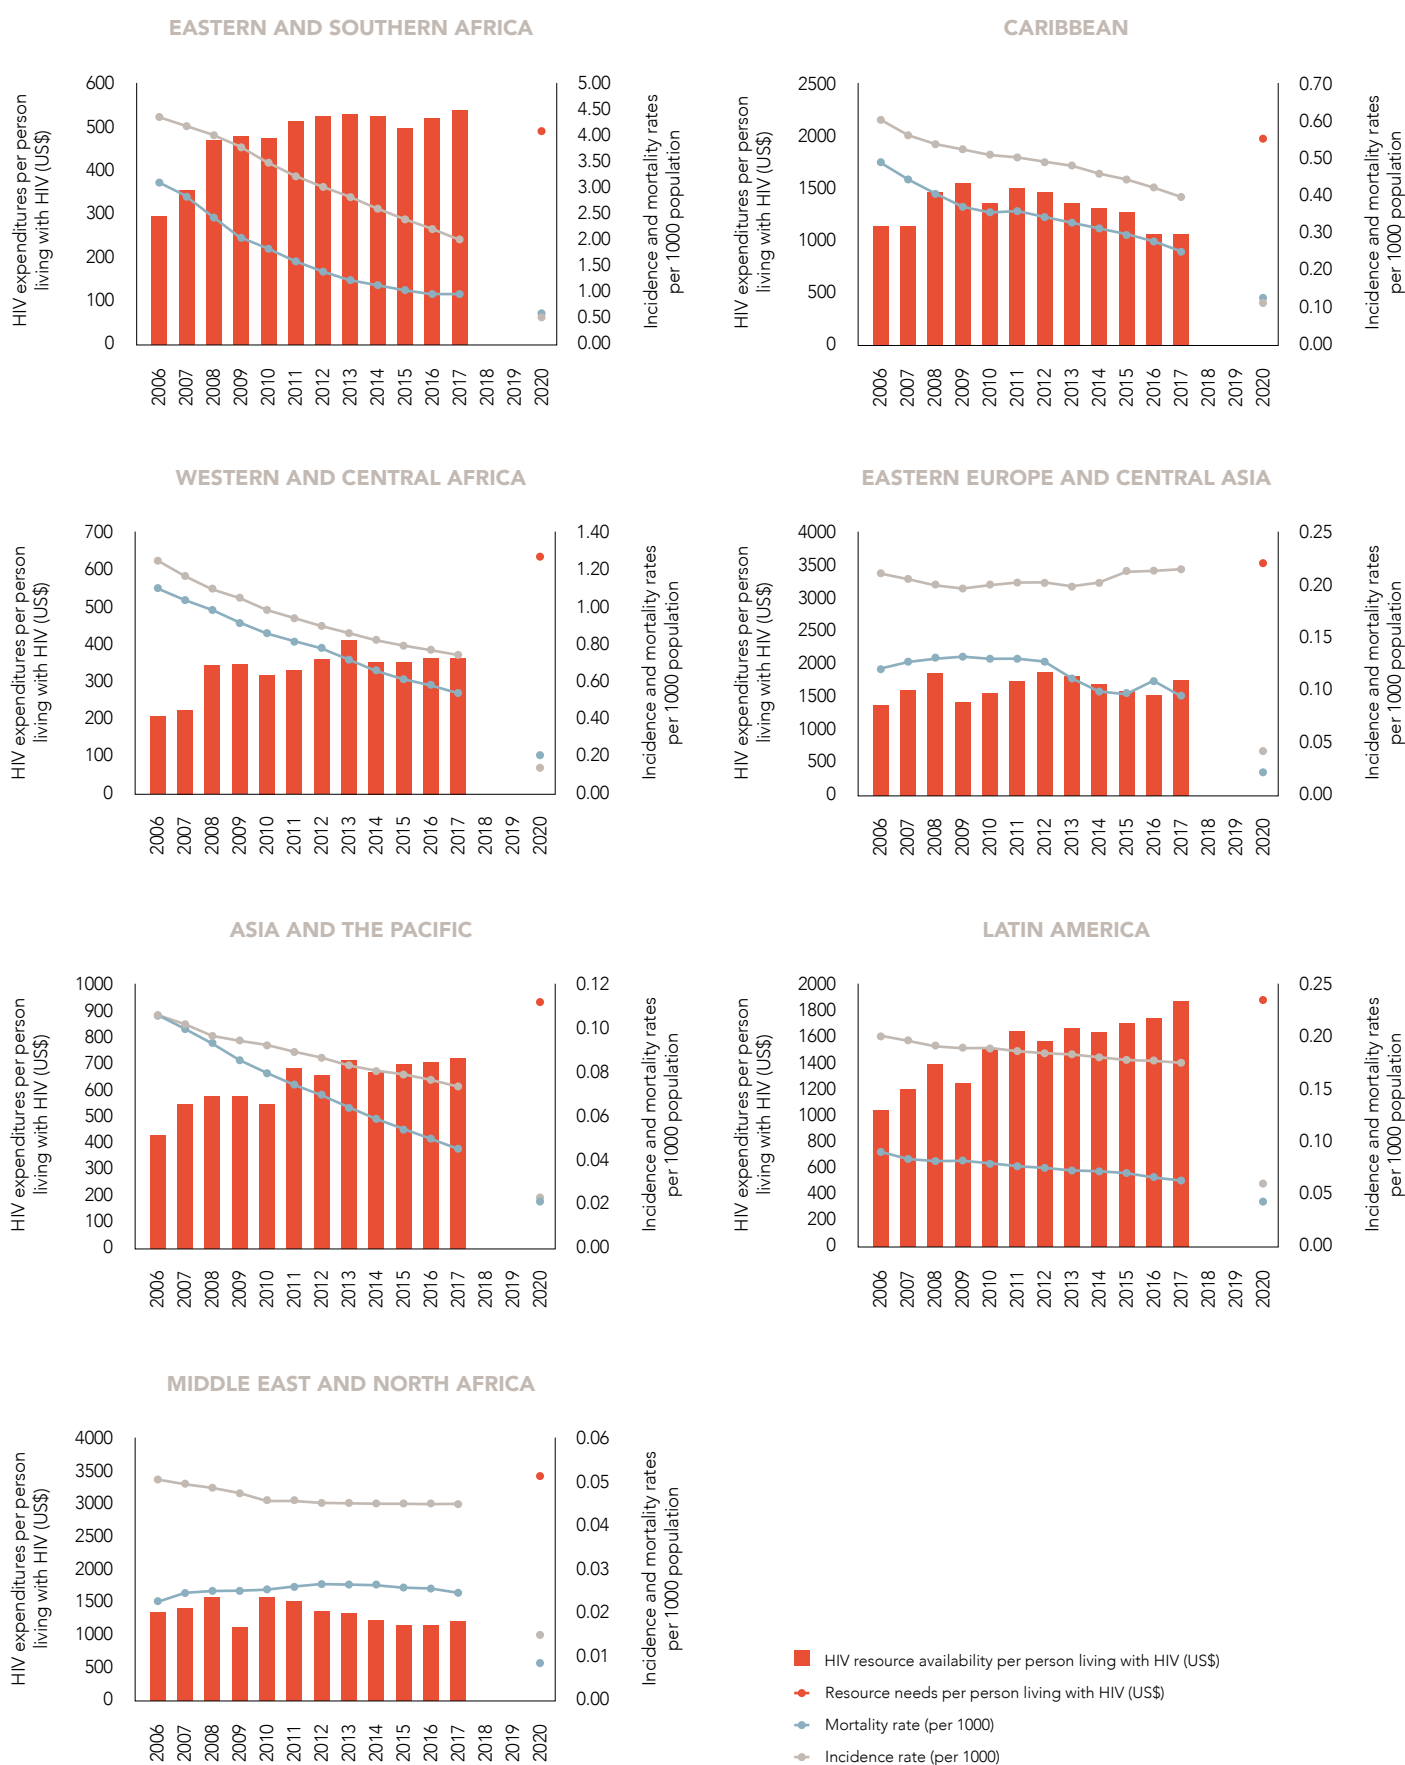 EASTERN AND SOUTHERN AFRICA
HIV expenditures per person
living with HIV (US$)
600
500
400
300
200
100
0
5.00
4.50
4.00
3.50
3.00
2.50
2.00
1.50
1.00
0.50
0.00
Incidence and mortality rates
per 1000 population
2006 2007 2008 2009 2010 2011 2012 2013 2014 2015 2016 2017 2018 2019 2020
CARIBBEAN
HIV expenditures per person
living with HIV (US$)
2500
2000
1500
1000
500
0
0.70
0.60
0.50
0.40
0.30
0.20
0.10
0.00
Incidence and mortality rates
per 1000 population
2006 2007 2008 2009 2010 2011 2012 2013 2014 2015 2016 2017 2018 2019 2020
WESTERN AND CENTRAL AFRICA
HIV expenditures per person
living with HIV (US$)
700
600
500
400
300
200
100
0
1.40
1.20
1.00
0.80
0.60
0.40
0.20
0.00
Incidence and mortality rates
per 1000 population
2006 2007 2008 2009 2010 2011 2012 2013 2014 2015 2016 2017 2018 2019 2020
EASTERN EUROPE AND CENTRAL ASIA
HIV expenditures per person
living with HIV (US$)
4000
3500
3000
2500
2000
1500
1000
500
0
0.25
0.20
0.15
0.10
0.05
0.00
Incidence and mortality rates
per 1000 population
2006 2007 2008 2009 2010 2011 2012 2013 2014 2015 2016 2017 2018 2019 2020
ASIA AND THE PACIFIC
HIV expenditures per person
living with HIV (US$)
1000
900
800
700
600
500
400
300
200
100
0
0.12
0.10
0.08
0.06
0.04
0.02
0.00
Incidence and mortality rates
per 1000 population
2006 2007 2008 2009 2010 2011 2012 2013 2014 2015 2016 2017 2018 2019 2020
LATIN AMERICA
HIV expenditures per person
living with HIV (US$)
2000
1800
1600
1400
1200
1000
800
600
400
200
0
0.25
0.20
0.15
0.10
0.05
0.00
Incidence and mortality rates
per 1000 population
2006 2007 2008 2009 2010 2011 2012 2013 2014 2015 2016 2017 2018 2019 2020
MIDDLE EAST AND NORTH AFRICA
HIV expenditures per person
living with HIV (US$)
4000
3500
3000
2500
2000
1500
1000
500
0
0.06
0.05
0.04
0.03
0.02
0.01
0.00
Incidence and mortality rates
per 1000 population
2006 2007 2008 2009 2010 2011 2012 2013 2014 2015 2016 2017 2018 2019 2020
HIV resource availability per person living with HIV (US$)
Resource needs per person living with HIV (US$)
Mortality rate (per 1000)
Incidence rate (per 1000)